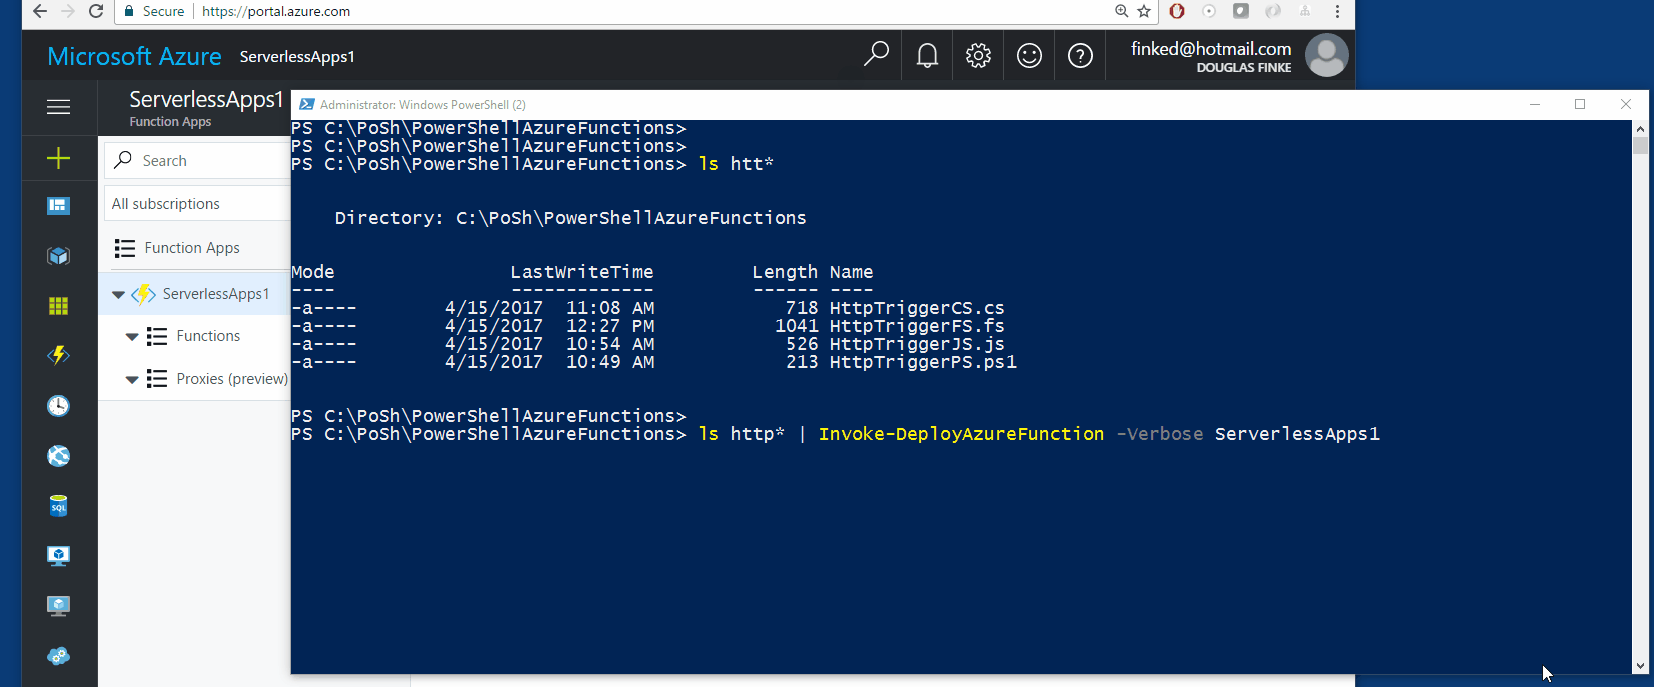 Secure https://portal.azure.com
Microsoft Azure ServerlessApps1
finked@hotmail.com
DOUGLAS FINKE
ServerlessApps1
Function Apps
Search
All subscriptions
Function Apps
ServerlessApps1
Functions
Proxies (preview)
SQL
Administrator: Windows PowerShell (2)
PS C:\PoSh\PowerShellAzureFunctions>
PS C:\PoSh\PowerShellAzureFunctions>
PS C:\PoSh\PowerShellAzureFunctions> ls htt*
Directory: C:\PoSh\PowerShellAzureFunctions
Mode LastWriteTime Length Name
---- ------------- ------ ----
-a---- 4/15/2017 11:08 AM 718 HttpTriggerCS.cs
-a---- 4/15/2017 12:27 PM 1041 HttpTriggerFS.fs
-a---- 4/15/2017 10:54 AM 526 HttpTriggerJS.js
-a---- 4/15/2017 10:49 AM 213 HttpTriggerPS.ps1
PS C:\PoSh\PowerShellAzureFunctions>
PS C:\PoSh\PowerShellAzureFunctions> ls http* | Invoke-DeployAzureFunction -Verbose ServerlessApps1